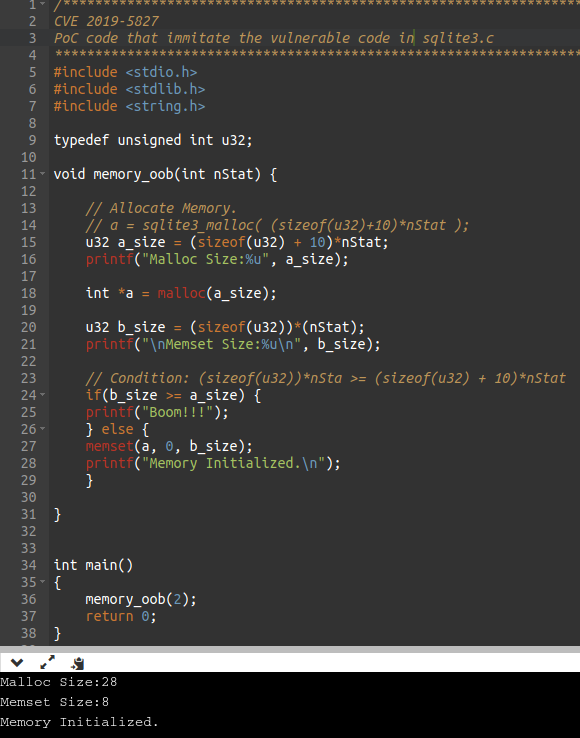 1 /******************************************************************
2 CVE 2019-5827
3 PoC code that immitate the vulnerable code in sqlite3.c
4 *******************************************************************
5 #include <stdio.h>
6 #include <stdlib.h>
7 #include <string.h>
8
9 typedef unsigned int u32;
10
11 void memory_oob(int nStat) {
12
13 // Allocate Memory.
14 // a = sqlite3_malloc( (sizeof(u32)+10)*nStat );
15 u32 a_size = (sizeof(u32) + 10)*nStat;
16 printf("Malloc Size:%u", a_size);
17
18 int *a = malloc(a_size);
19
20 u32 b_size = (sizeof(u32))*(nStat);
21 printf("\nMemset Size:%u\n", b_size);
22
23 // Condition: (sizeof(u32))*nSta >= (sizeof(u32) + 10)*nStat
24 if(b_size >= a_size) {
25 printf("Boom!!!");
26 } else {
27 memset(a, 0, b_size);
28 printf("Memory Initialized.\n");
29 }
30
31 }
32
33
34 int main()
35 {
36 memory_oob(2);
37 return 0;
38 }
Malloc Size:28
Memset Size:8
Memory Initialized.